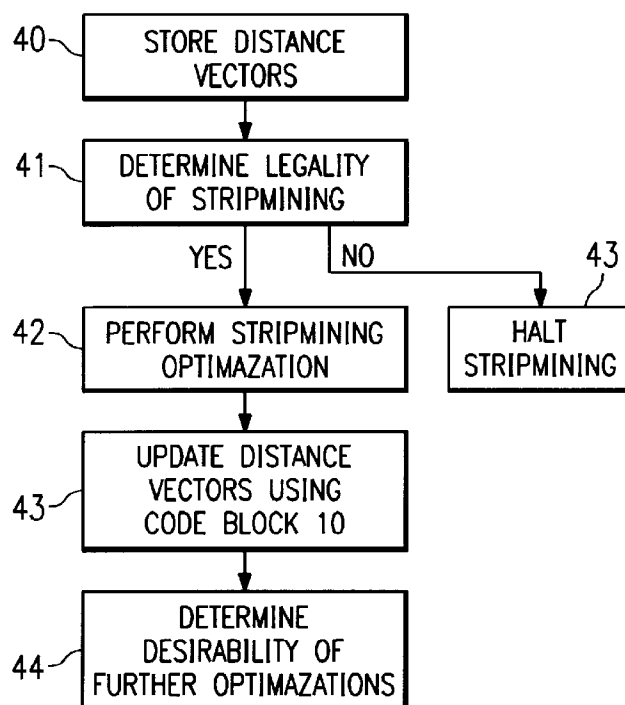 40
STORE DISTANCE
VECTORS
41
DETERMINE LEGALITY
OF STRIPMINING
YES
NO
43
42
PERFORM STRIPMINING
OPTIMAZATION
HALT
STRIPMINING
43
UPDATE DISTANCE
VECTORS USING
CODE BLOCK 10
44
DETERMINE
DESIRABILITY OF
FURTHER OPTIMAZATIONS